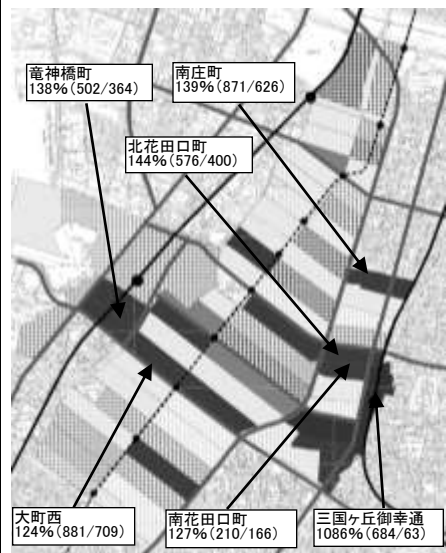 竜神橋町
138%(502/364)
南庄町
139%(871/626)
北花田口町
144%(576/400)
大町西
124%(881/709)
南花田口町
127%(210/166)
三国ヶ丘御幸通
1086%(684/63)